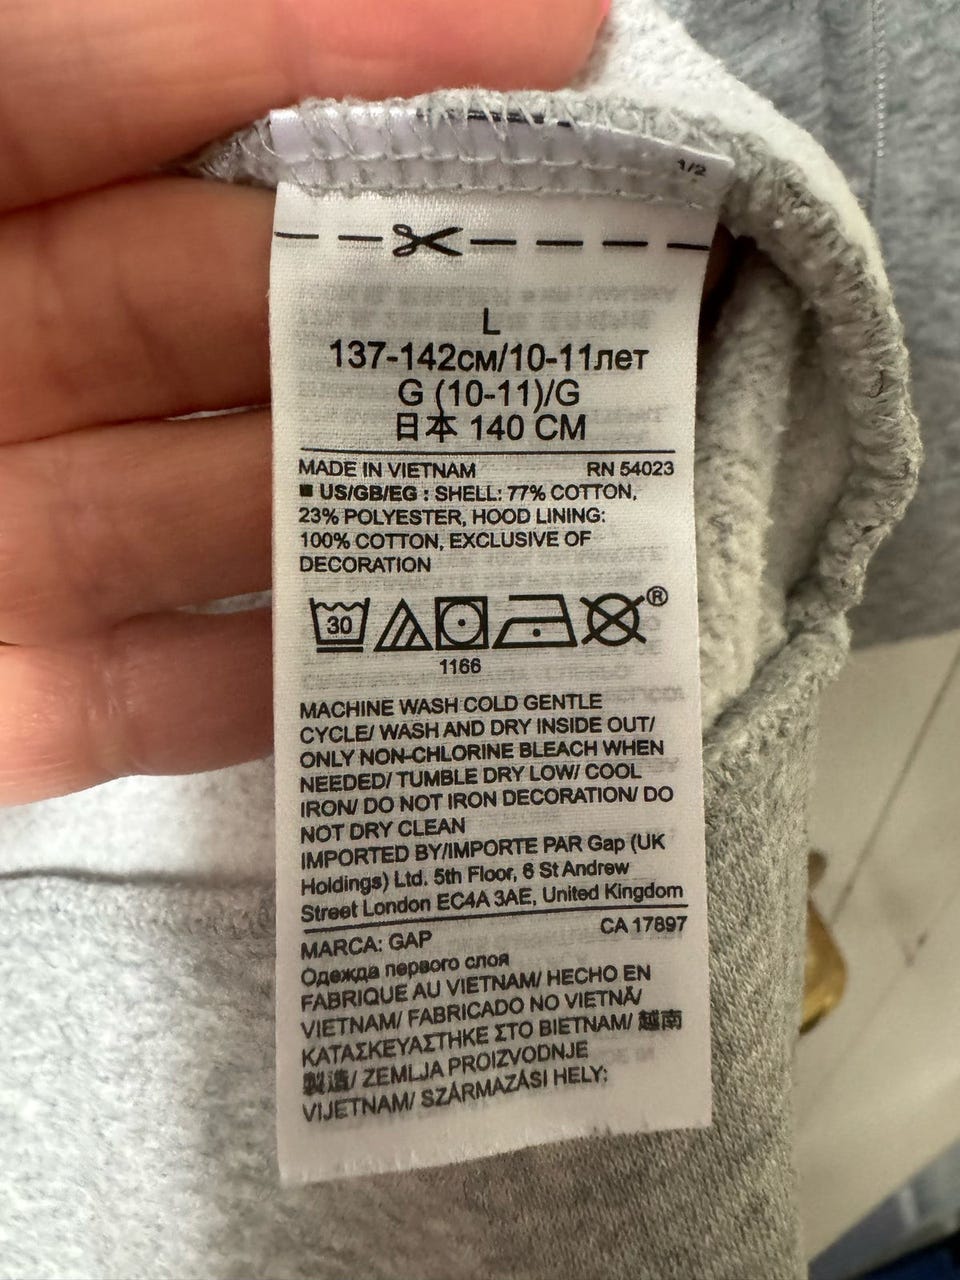 1/2
L
137-142см/10-11лет
G (10-11)/G
日本 140 CM
MADE IN VIETNAM RN 54023
■ US/GB/EG : SHELL: 77% COTTON,
23% POLYESTER, HOOD LINING:
100% COTTON, EXCLUSIVE OF
DECORATION
30 ®
1166
MACHINE WASH COLD GENTLE
CYCLE/ WASH AND DRY INSIDE OUT/
ONLY NON-CHLORINE BLEACH WHEN
NEEDED/ TUMBLE DRY LOW/ COOL
IRON/ DO NOT IRON DECORATION/ DO
NOT DRY CLEAN
IMPORTED BY/IMPORTE PAR Gap (UK
Holdings) Ltd. 5th Floor, 6 St Andrew
Street London EC4A 3AE, United Kingdom
MARCA: GAP CA 17897
Одежда первого слоя
FABRIQUE AU VIETNAM/ HECHO EN
VIETNAM/ FABRICADO NO VIETNÃ/
ΚΑΤΑΣΚΕΥΑΣΤΗΚΕ ΣΤΟ ΒΙΕΤΝΑΜ/ 越南
製造/ ZEMLJA PROIZVODNJE
VIJETNAM/ SZÁRMAZÁSI HELY: